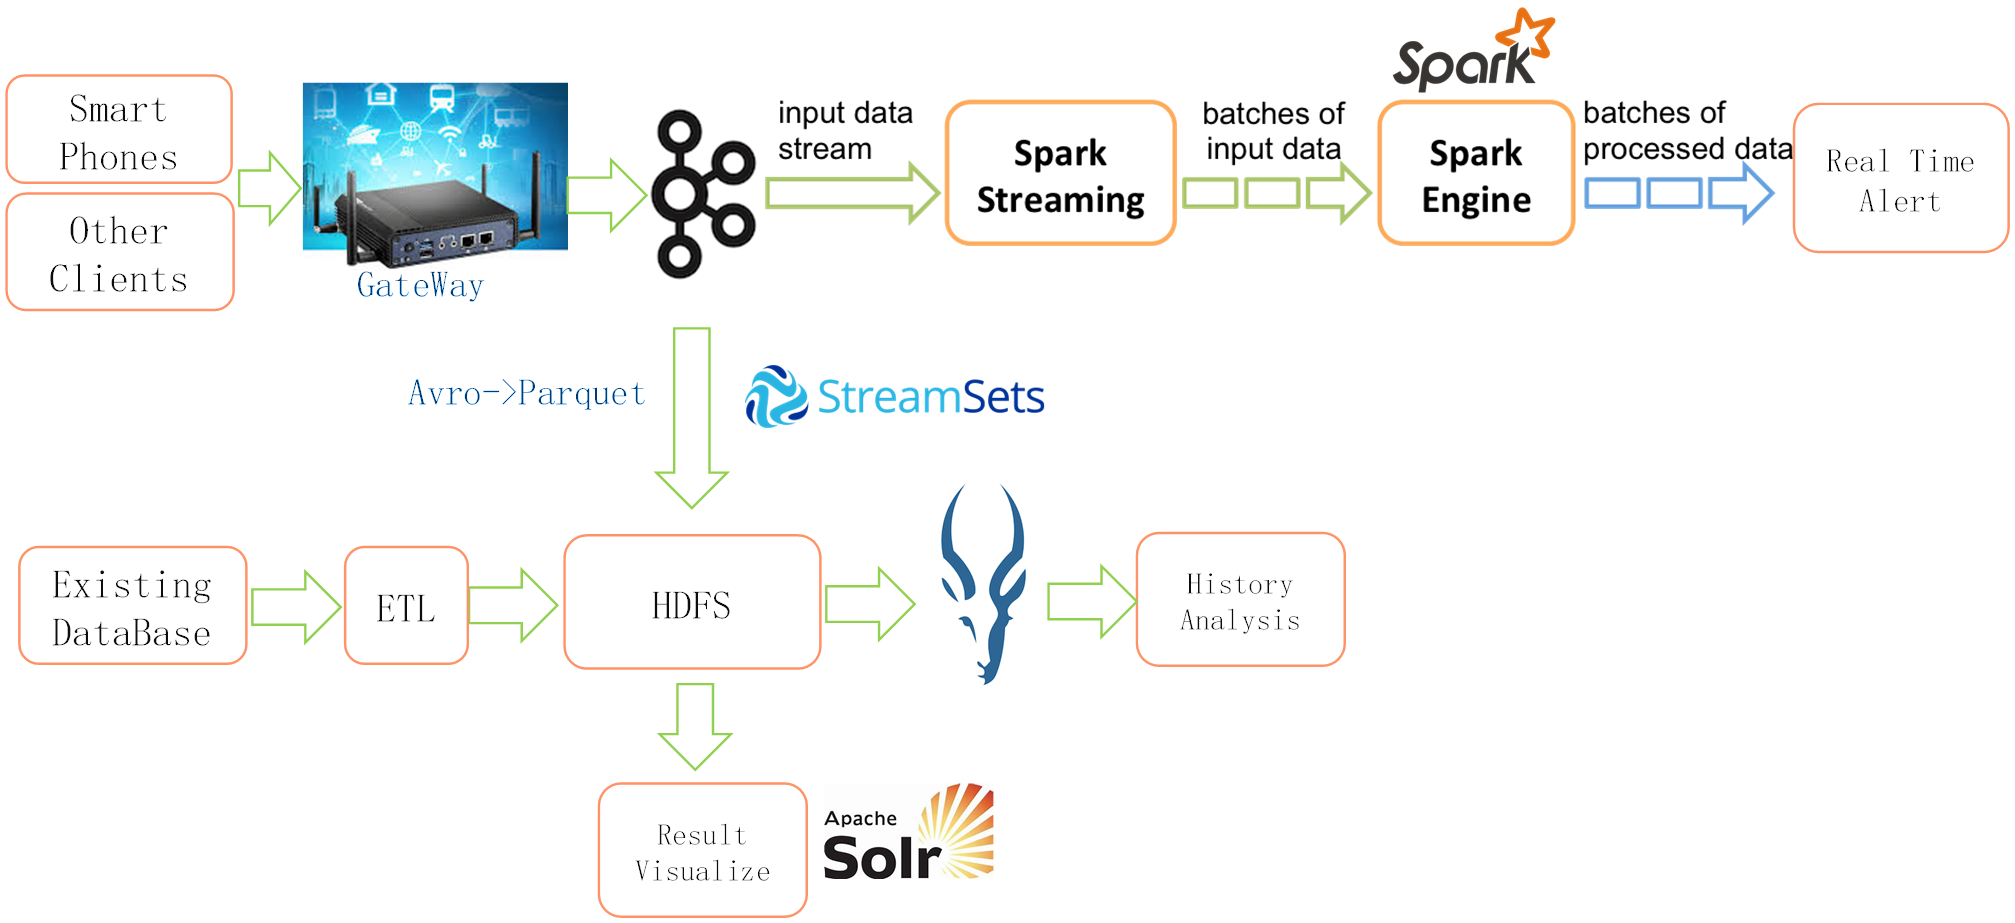 Spark
Smart
Phones
Other
Clients
GateWay
input data
stream
Spark
Streaming
batches of
input data
Spark
Engine
batches of
processed data
Real Time
Alert
Avro->Parquet
StreamSets
Existing
DataBase
ETL
HDFS
History
Analysis
Result
Visualize
Apache
Solr